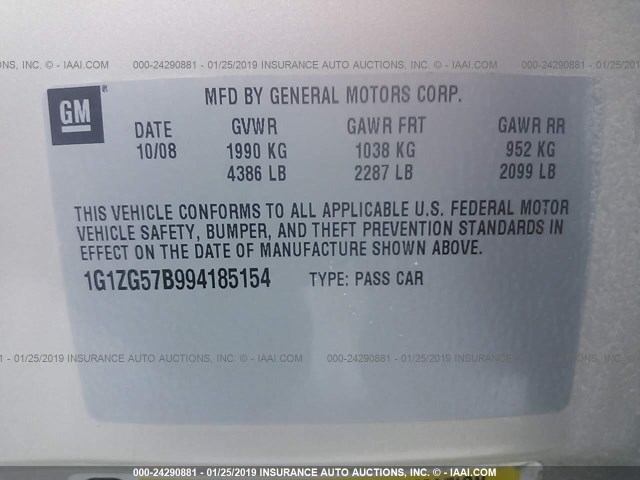 NS, INC. © - IAAI.COM 000-24290881 - 01/25/2019 INSURANCE AUTO AUCTIONS, INC. © - IAAI.COM 000-24290881 - 01/2
GM ®
MFD BY GENERAL MOTORS CORP.
DATE GVWR GAWR FRT GAWR RR
10/08 1990 KG 1038 KG 952 KG
4386 LB 2287 LB 2099 LB
THIS VEHICLE CONFORMS TO ALL APPLICABLE U.S. FEDERAL MOTOR
VEHICLE SAFETY, BUMPER, AND THEFT PREVENTION STANDARDS IN
EFFECT ON THE DATE OF MANUFACTURE SHOWN ABOVE.
1G1ZG57B994185154 TYPE: PASS CAR
- 01/25/2019 INSURANCE AUTO AUCTIONS, INC. © - IAAI.COM 000-24290881 - 01/25/2019 INSURANCE AUTO AUCTIONS, INC.
000-24290881 - 01/25/2019 INSURANCE AUTO AUCTIONS, INC. © - IAAI.COM